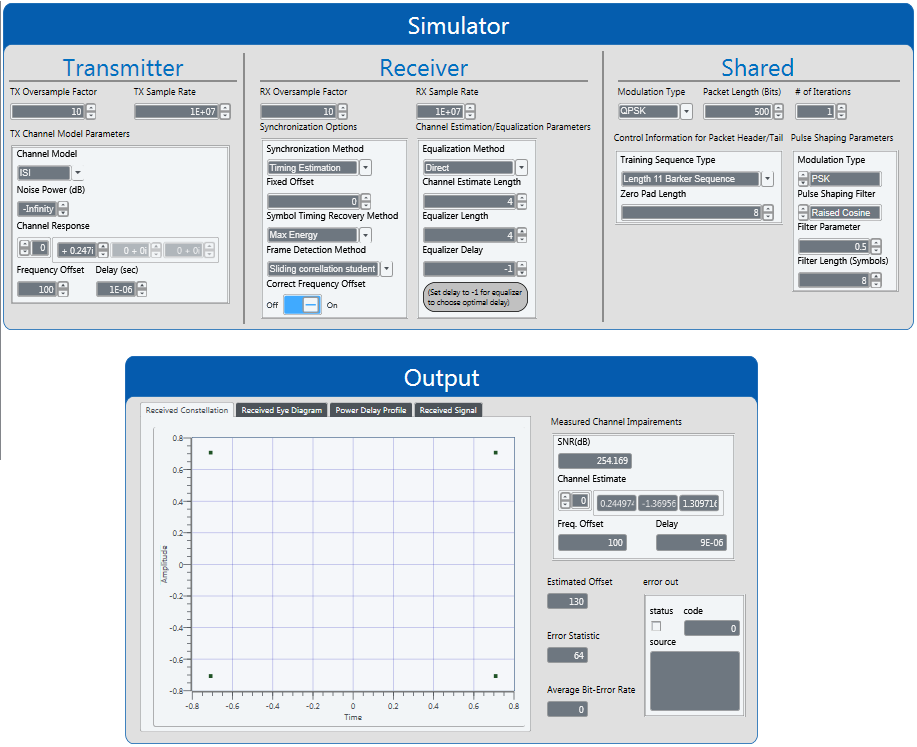 Simulator
Transmitter
TX Oversample Factor
TX Sample Rate
10
1E+07
TX Channel Model Parameters
Channel Model
ISI
Noise Power (dB)
-Infinity
Channel Response
0
+ 0.247i
0 + 0i
0 + 0i
Frequency Offset
Delay (sec)
100
1E-06
Receiver
RX Oversample Factor
RX Sample Rate
10
1E+07
Synchronization Options
Synchronization Method
Timing Estimation
Fixed Offset
0
Symbol Timing Recovery Method
Max Energy
Frame Detection Method
Sliding correllation student
Correct Frequency Offset
Off
On
Channel Estimation/Equalization Parameters
Equalization Method
Direct
Channel Estimate Length
4
Equalizer Length
4
Equalizer Delay
-1
(Set delay to -1 for equalizer
to choose optimal delay)
Shared
Modulation Type
Packet Length (Bits)
# of Iterations
QPSK
500
1
Control Information for Packet Header/Tail
Training Sequence Type
Length 11 Barker Sequence
Zero Pad Length
8
Pulse Shaping Parameters
Modulation Type
PSK
Pulse Shaping Filter
Raised Cosine
Filter Parameter
0.5
Filter Length (Symbols)
8
Output
Received Constellation
Received Eye Diagram
Power Delay Profile
Received Signal
Amplitude
0.8
0.6
0.4
0.2
0
-0.2
-0.4
-0.6
-0.8
-0.8
-0.6
-0.4
-0.2
0
0.2
0.4
0.6
0.8
Time
Measured Channel Impairements
SNR(dB)
254.169
Channel Estimate
0
0.244974
-1.36956
1.309716
Freq. Offset
Delay
100
9E-06
Estimated Offset
130
Error Statistic
64
Average Bit-Error Rate
0
error out
status
code
0
source